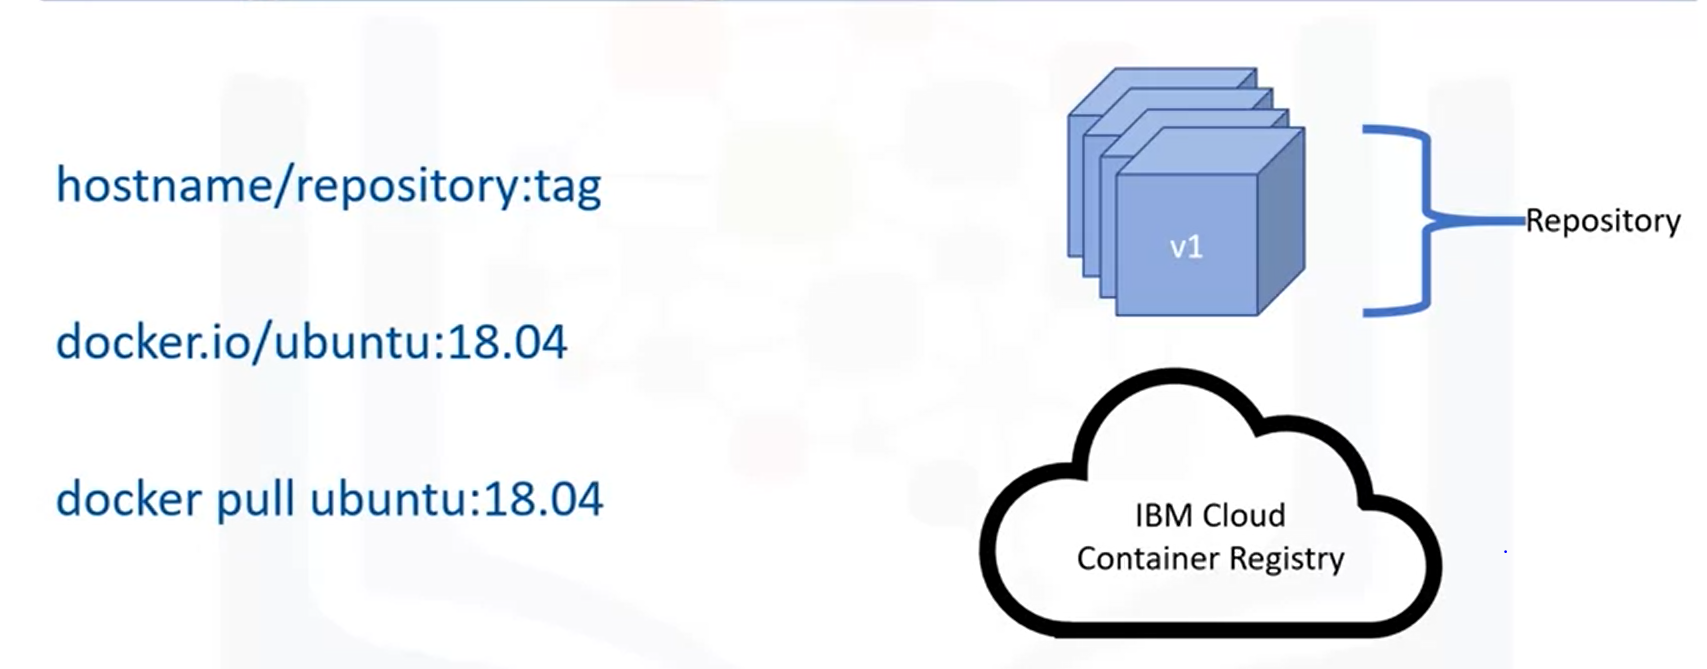 hostname/repository:tag
docker.io/ubuntu:18.04
docker pull ubuntu:18.04
v1
Repository
IBM Cloud
Container Registry